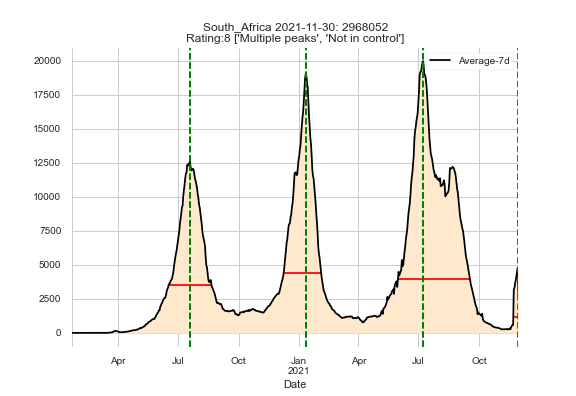 South_Africa 2021-11-30: 2968052
Rating:8 ['Multiple peaks', 'Not in control']
Average-7d
20000
17500
15000
12500
10000
7500
5000
2500
0
Apr
Jul
Oct
Jan
2021
Apr
Jul
Oct
Date